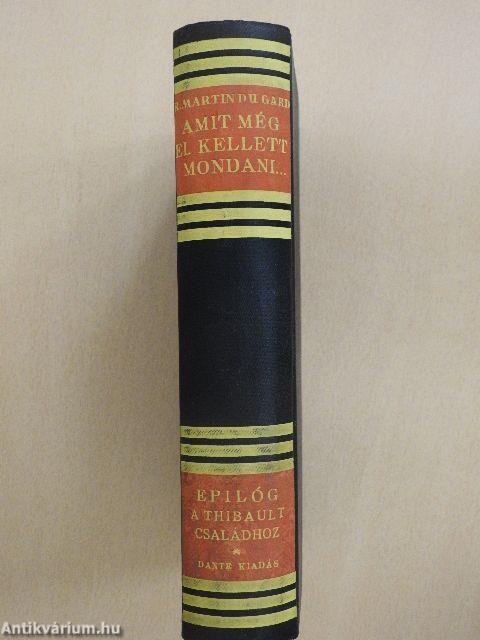 R. MARTIN DU GARD
AMIT MÉG
EL KELLETT
MONDANI...
EPILÓG
A THIBAULT
CSALÁDHOZ
DANTE KIADÁS
Antikvárium.hu